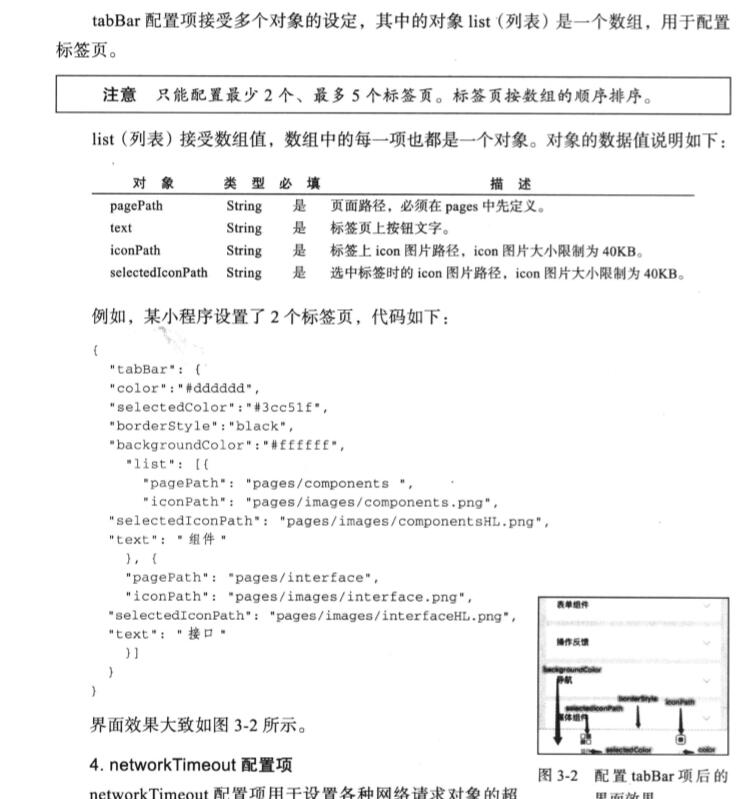 tabBar 配置项接受多个对象的设定，其中的对象 list（列表）是一个数组，用于配置
标签页。
注意 只能配置最少 2 个、最多 5 个标签页。标签页按数组的顺序排序。
list（列表）接受数组值，数组中的每一项也都是一个对象。对象的数据值说明如下：
对 象 类 型 必 填 描 述
pagePath String 是 页面路径，必须在 pages 中先定义。
text String 是 标签页上按钮文字。
iconPath String 是 标签上 icon 图片路径，icon 图片大小限制为 40KB。
selectedIconPath String 是 选中标签时的 icon 图片路径，icon 图片大小限制为 40KB。
例如，某小程序设置了 2 个标签页，代码如下：
{
"tabBar": {
"color":"#dddddd",
"selectedColor":"#3cc51f",
"borderStyle":"black",
"backgroundColor":"#ffffff",
"list": [{
"pagePath": "pages/components ",
"iconPath": "pages/images/components.png",
"selectedIconPath": "pages/images/componentsHL.png",
"text": " 组件 "
}, {
"pagePath": "pages/interface",
"iconPath": "pages/images/interface.png",
"selectedIconPath": "pages/images/interfaceHL.png",
"text": " 接口 "
}]
}
}
界面效果大致如图 3-2 所示。
4. networkTimeout 配置项
networkTimeout 配置项用于设置各种网络请求对象的超
表单组件
操作反馈
backgroundColor
导航
borderStyle
iconPath
selectedIconPath
媒体组件
selectedColor
color
图 3-2 配置 tabBar 项后的
界面效果